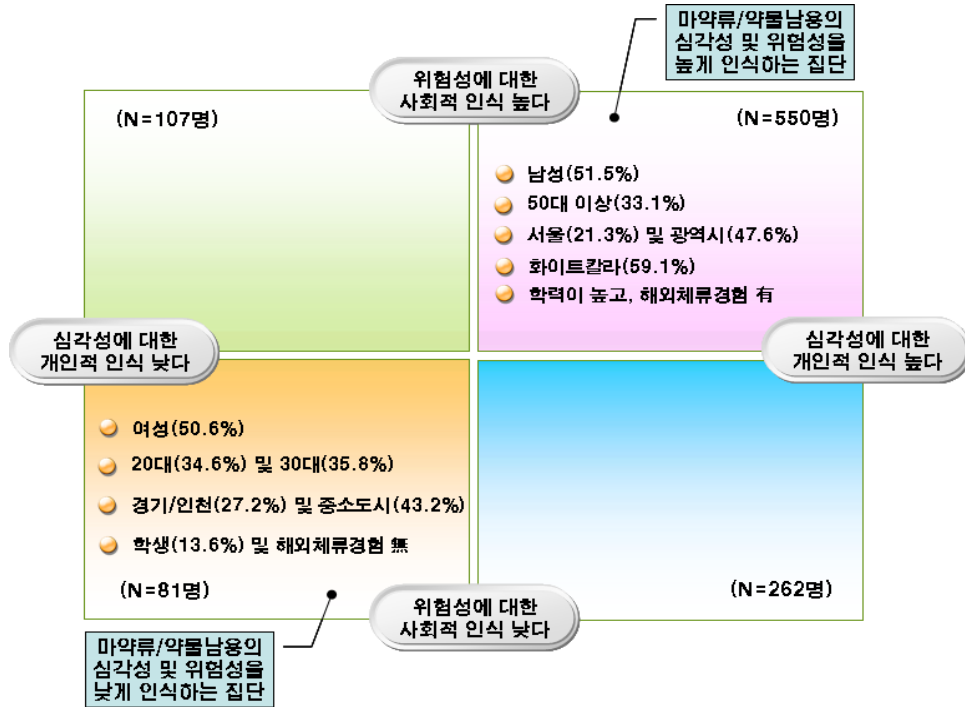 마약류/약물남용의
심각성 및 위험성을
높게 인식하는 집단
위험성에 대한
사회적 인식 높다
(N=107명)
(N=550명)
남성(51.5%)
50대 이상(33.1%)
서울(21.3%) 및 광역시(47.6%)
화이트칼라(59.1%)
학력이 높고, 해외체류경험 有
심각성에 대한
개인적 인식 낮다
심각성에 대한
개인적 인식 높다
여성(50.6%)
20대(34.6%) 및 30대(35.8%)
경기/인천(27.2%) 및 중소도시(43.2%)
학생(13.6%) 및 해외체류경험 無
(N=81명)
(N=262명)
위험성에 대한
사회적 인식 낮다
마약류/약물남용의
심각성 및 위험성을
낮게 인식하는 집단